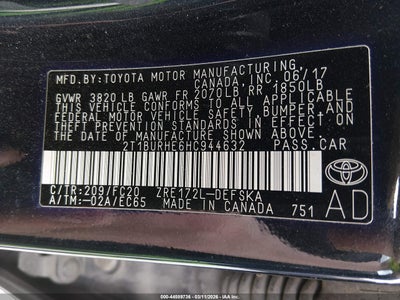 MFD. BY: TOYOTA MOTOR MANUFACTURING,
CANADA, INC. 06/17
GVWR 3820 LB GAWR FR 2070LB RR 1850LB
THIS VEHICLE CONFORMS TO ALL APPLICABLE
FEDERAL MOTOR VEHICLE SAFETY, BUMPER, AND
THEFT PREVENTION STANDARDS IN EFFECT ON
THE DATE OF MANUFACTURE SHOWN ABOVE.
2T1BURHE6HC944632 PASS.CAR
C/TR:209/FC20 ZRE172L-DEFSKA
A/TM:-02A/EC65 MADE IN CANADA 751
TOYOTA
AD
000-44898736 - 03/11/2026 - IAAI